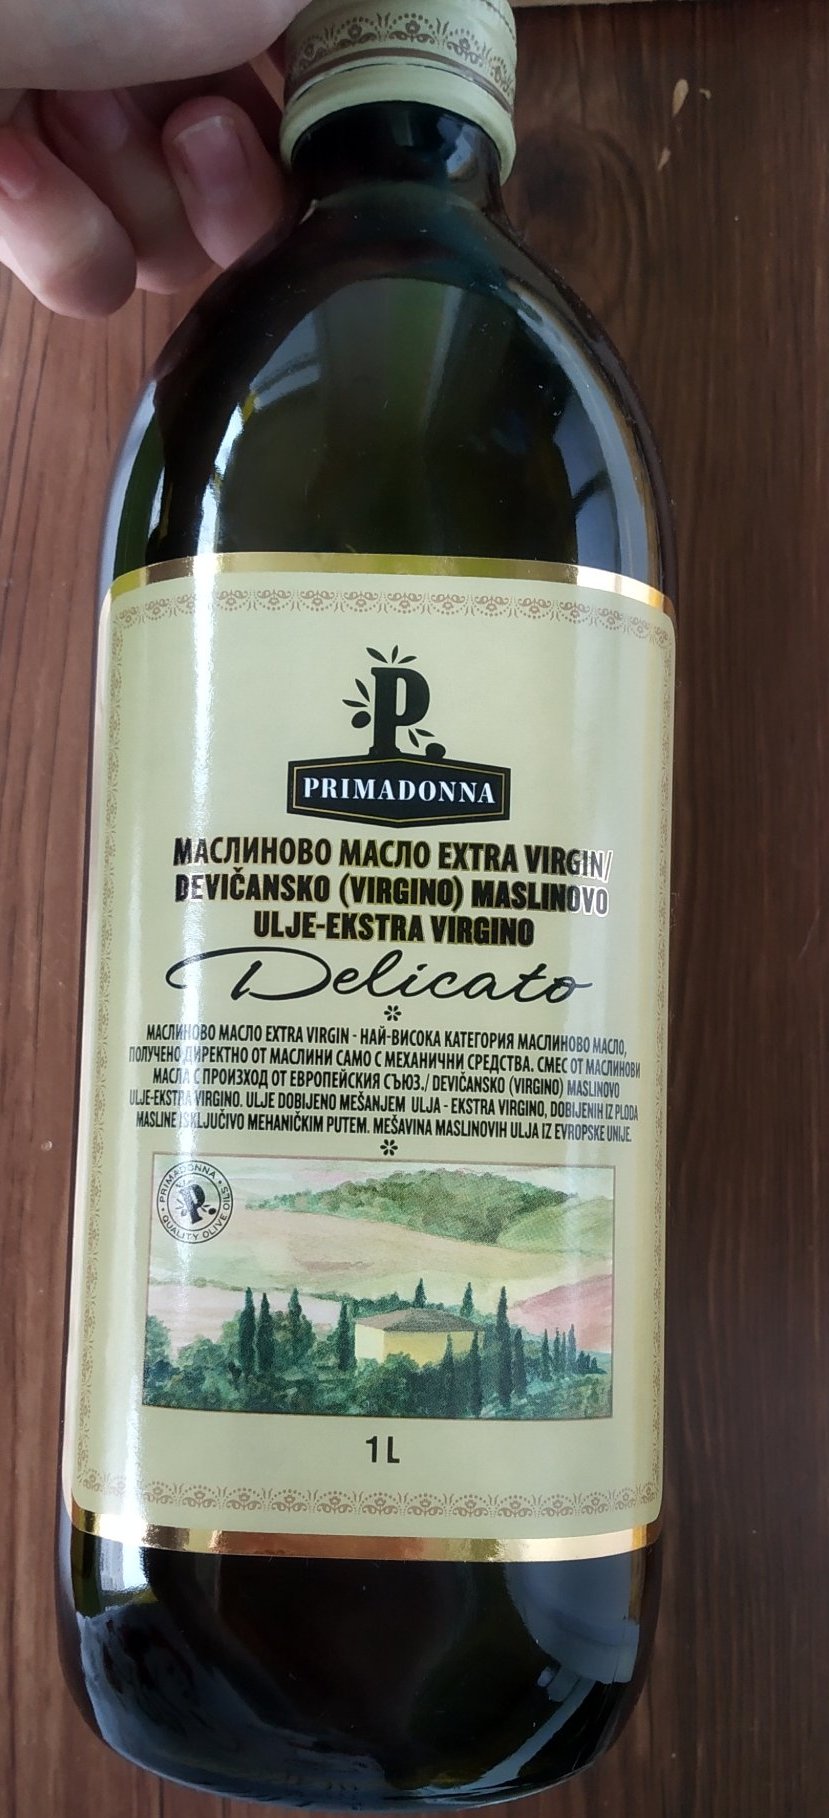 P
PRIMADONNA
МАСЛИНОВО МАСЛО EXTRA VIRGIN/
DEVIČANSKO (VIRGINO) MASLINOVO
ULJE-EKSTRA VIRGINO
Delicato
МАСЛИНОВО МАСЛО EXTRA VIRGIN - НАЙ-ВИСОКА КАТЕГОРИЯ МАСЛИНОВО МАСЛО,
ПОЛУЧЕНО ДИРЕКТНО ОТ МАСЛИНИ САМО С МЕХАНИЧНИ СРЕДСТВА. СМЕС ОТ МАСЛИНОВИ
МАСЛА С ПРОИЗХОД ОТ ЕВРОПЕЙСКИЯ СЪЮЗ./ DEVIČANSKO (VIRGINO) MASLINOVO
ULJE-EKSTRA VIRGINO. ULJE DOBIJENO MEŠANJEM ULJA - EKSTRA VIRGINO, DOBIJENIH IZ PLODA
MASLINE ISKLJUČIVO MEHANIČKIM PUTEM. MEŠAVINA MASLINOVIH ULJA IZ EVROPSKE UNIJE.
PRIMADONNA
P
QUALITY OLIVE OILS
1L